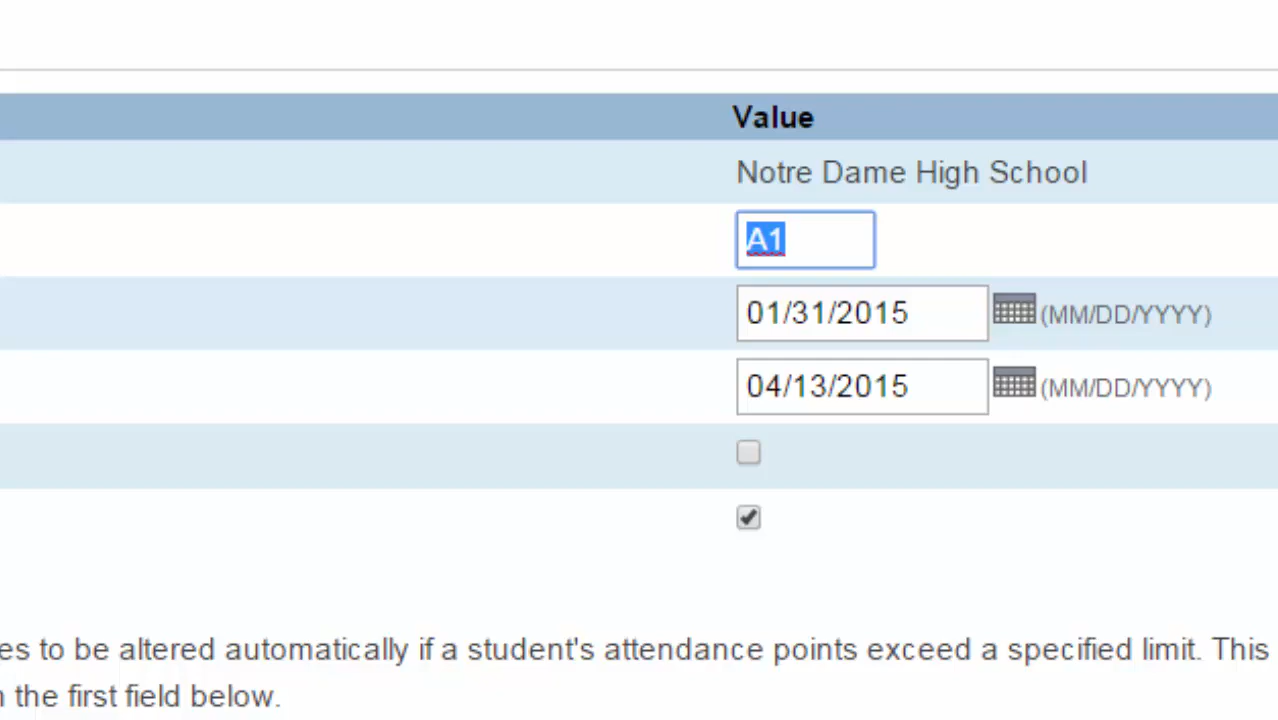 Value
Notre Dame High School
A1
01/31/2015 (MM/DD/YYYY)
04/13/2015 (MM/DD/YYYY)
es to be altered automatically if a student's attendance points exceed a specified limit. This
the first field below.